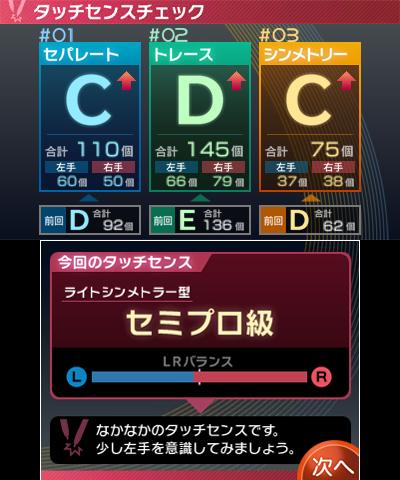 タッチセンスチェック
#01 #02 #03
セパレート トレース シンメトリー
C D C
合計 110個 合計 145個 合計 75個
左手 右手 左手 右手 左手 右手
60個 50個 66個 79個 37個 38個
前回 D 合計 92個 前回 E 合計 136個 前回 D 合計 62個
今回のタッチセンス
ライトシンメトラー型
セミプロ級
LRバランス
L R
なかなかのタッチセンスです。
少し左手を意識してみましょう。
次へ